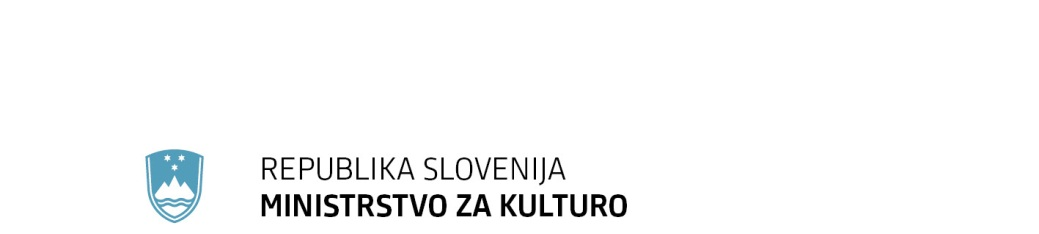 REPUBLIKA SLOVENIJA
MINISTRSTVO ZA KULTURO